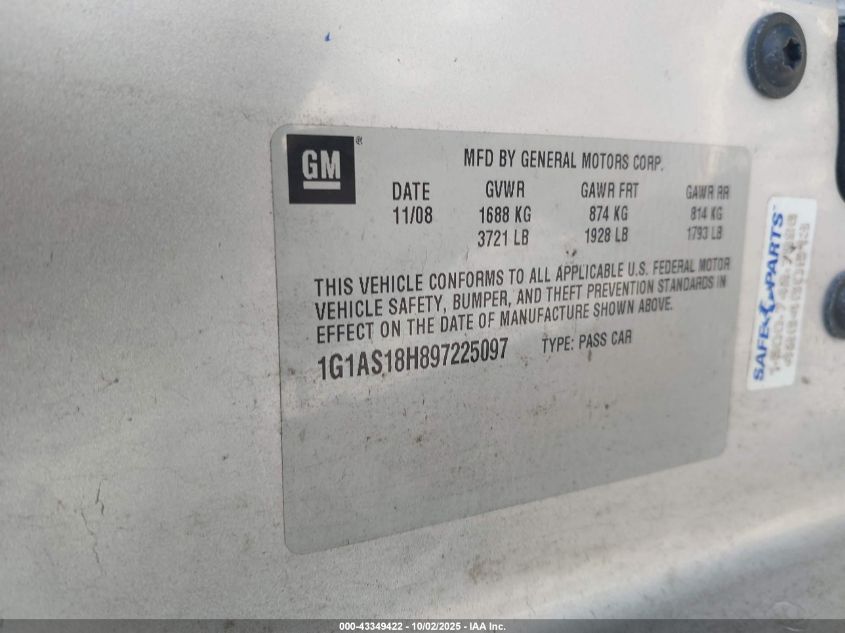 GM®
MFD BY GENERAL MOTORS CORP.
DATE GVWR GAWR FRT GAWR RR
11/08 1688 KG 874 KG 814 KG
3721 LB 1928 LB 1793 LB
THIS VEHICLE CONFORMS TO ALL APPLICABLE U.S. FEDERAL MOTOR
VEHICLE SAFETY, BUMPER, AND THEFT PREVENTION STANDARDS IN
EFFECT ON THE DATE OF MANUFACTURE SHOWN ABOVE.
1G1AS18H897225097 TYPE: PASS CAR
SAFE PARTS™
000-43349422 - 10/02/2025 - IAA Inc.